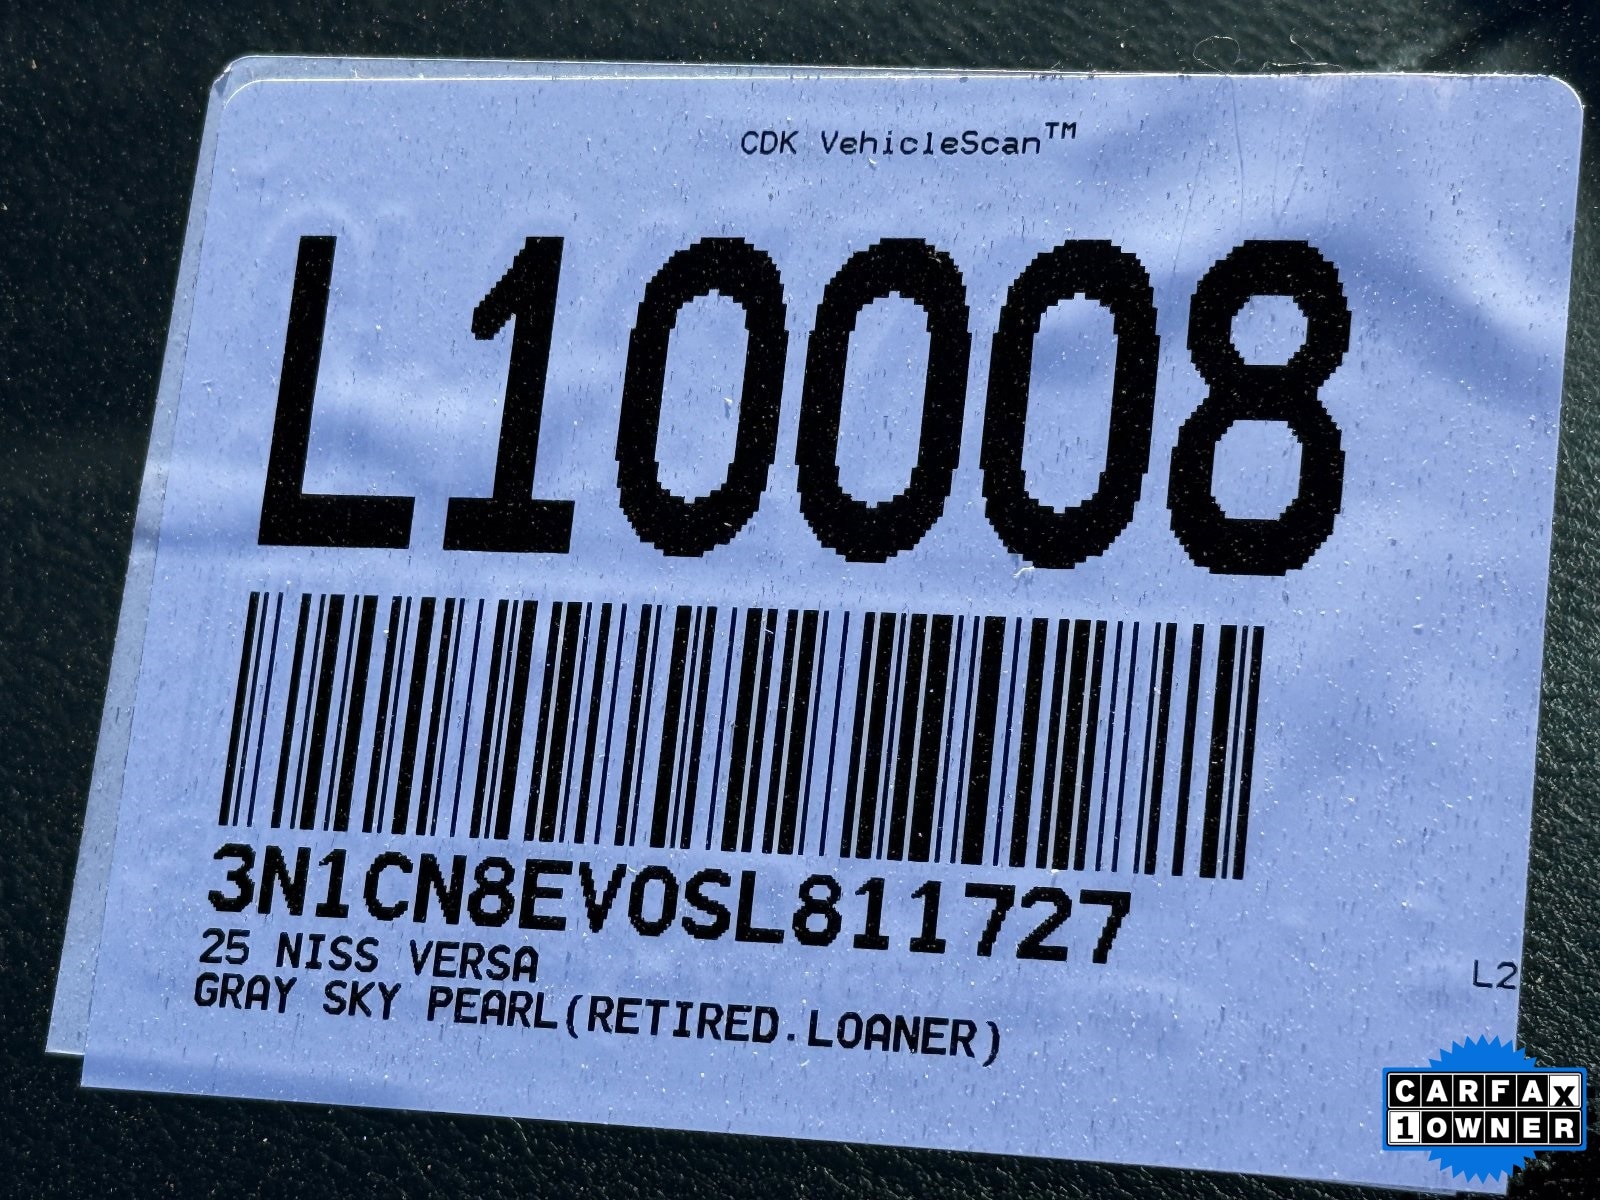 CDK VehicleScan™
L10008
3N1CN8EV0SL811727
25 NISS VERSA
GRAY SKY PEARL(RETIRED.LOANER)
L2
CARFAX
1OWNER